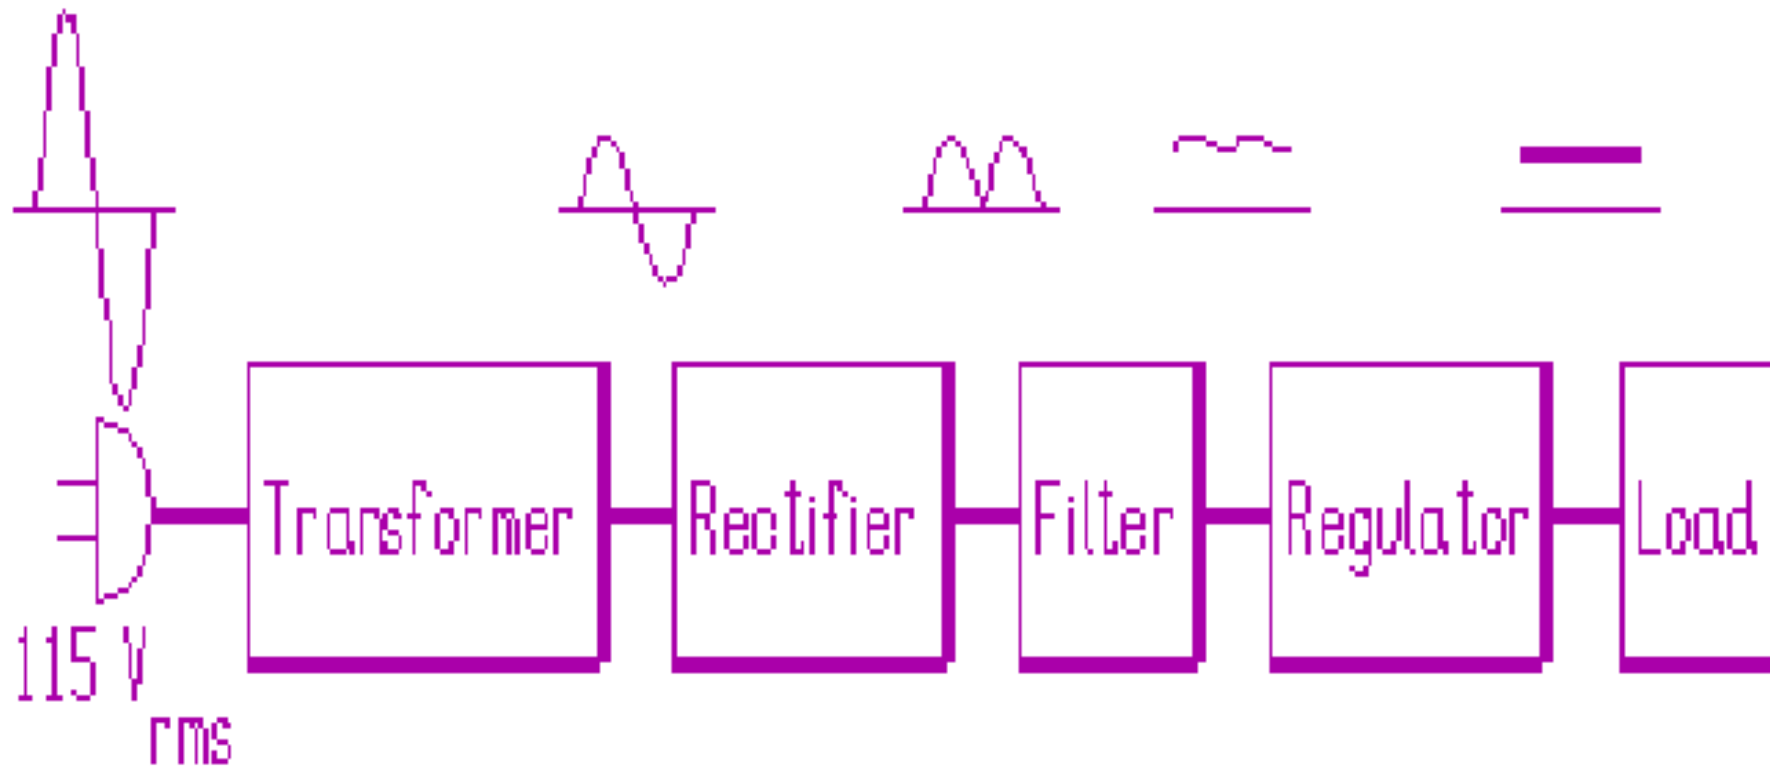 Transformer
Rectifier
Filter
Regulator
Load
115 V
rms